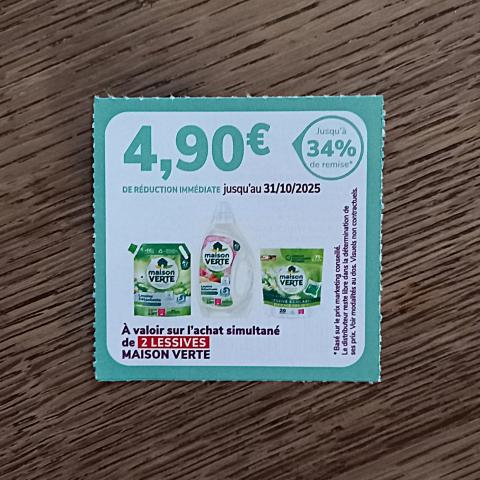 4,90€
Jusqu'à
34%
de remise*
DE RÉDUCTION IMMÉDIATE jusqu'au 31/10/2025
maison
VERTE
maison
VERTE
maison
VERTE
À valoir sur l'achat simultané
de 2 LESSIVES
MAISON VERTE
* Basé sur le prix marketing conseillé.
Le distributeur reste libre dans la détermination de
ses prix. Voir modalités au dos. Visuels non contractuels.